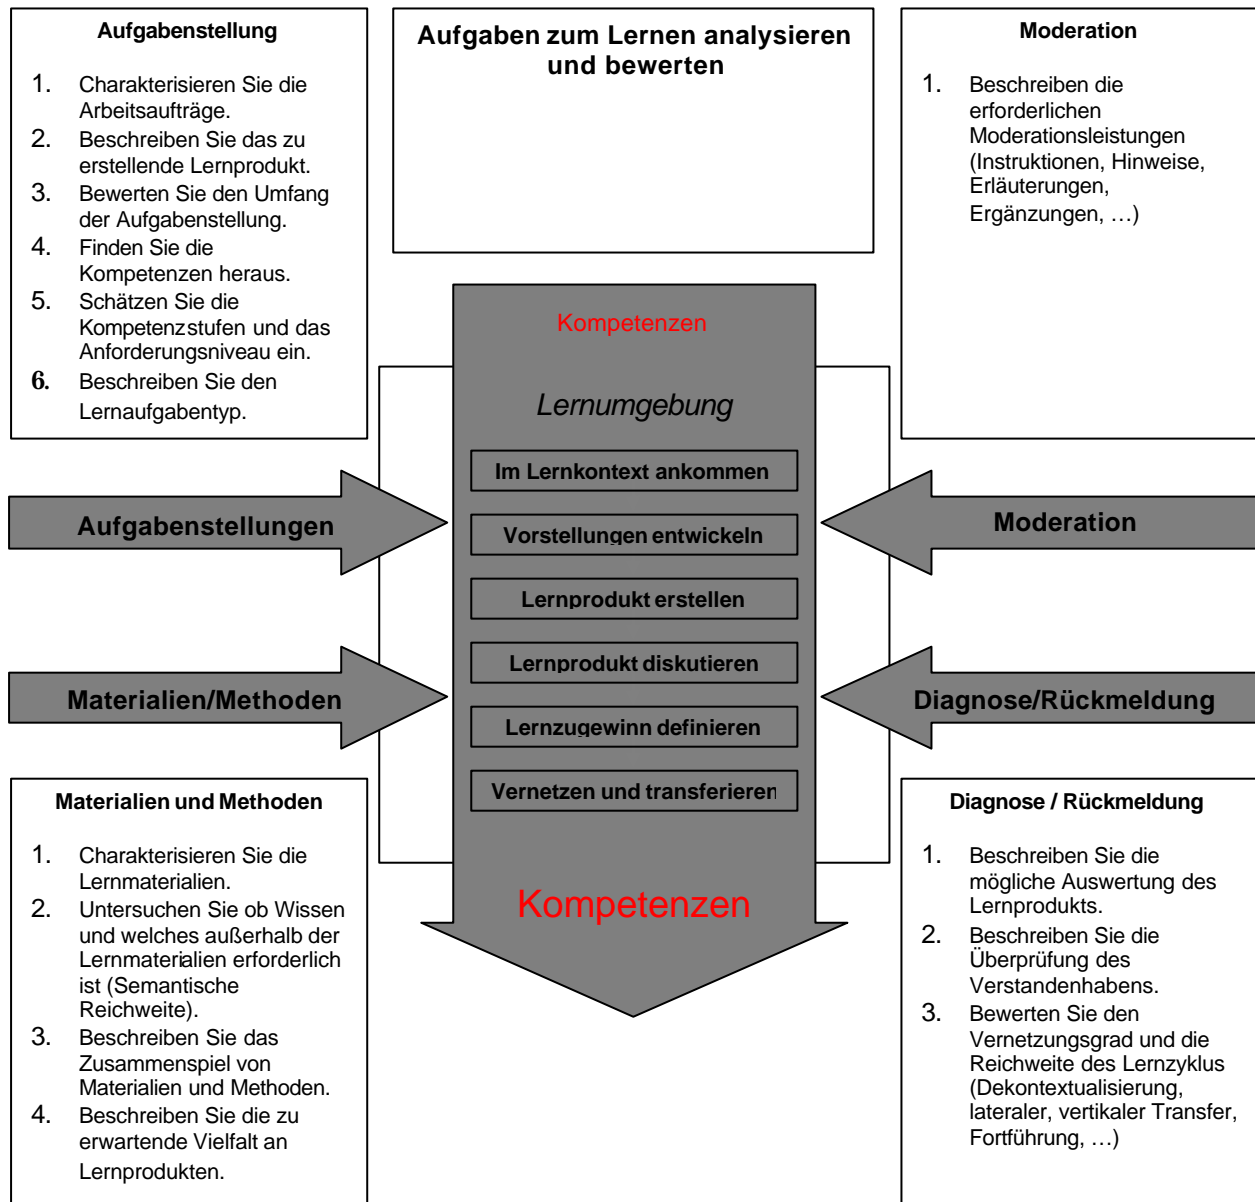 Aufgabenstellung
1. Charakterisieren Sie die
Arbeitsaufträge.
2. Beschreiben Sie das zu
erstellende Lernprodukt.
3. Bewerten Sie den Umfang
der Aufgabenstellung.
4. Finden Sie die
Kompetenzen heraus.
5. Schätzen Sie die
Kompetenzstufen und das
Anforderungsniveau ein.
6. Beschreiben Sie den
Lernaufgabentyp.
Aufgaben zum Lernen analysieren
und bewerten
Moderation
1. Beschreiben die
erforderlichen
Moderationsleistungen
(Instruktionen, Hinweise,
Erläuterungen,
Ergänzungen, …)
Kompetenzen
Lernumgebung
Im Lernkontext ankommen
Vorstellungen entwickeln
Lernprodukt erstellen
Lernprodukt diskutieren
Lernzugewinn definieren
Vernetzen und transferieren
Kompetenzen
Aufgabenstellungen
Moderation
Materialien/Methoden
Diagnose/Rückmeldung
Materialien und Methoden
1. Charakterisieren Sie die
Lernmaterialien.
2. Untersuchen Sie ob Wissen
und welches außerhalb der
Lernmaterialien erforderlich
ist (Semantische
Reichweite).
3. Beschreiben Sie das
Zusammenspiel von
Materialien und Methoden.
4. Beschreiben Sie die zu
erwartende Vielfalt an
Lernprodukten.
Diagnose / Rückmeldung
1. Beschreiben Sie die
mögliche Auswertung des
Lernprodukts.
2. Beschreiben Sie die
Überprüfung des
Verstandenhabens.
3. Bewerten Sie den
Vernetzungsgrad und die
Reichweite des Lernzyklus
(Dekontextualisierung,
lateraler, vertikaler Transfer,
Fortführung, …)